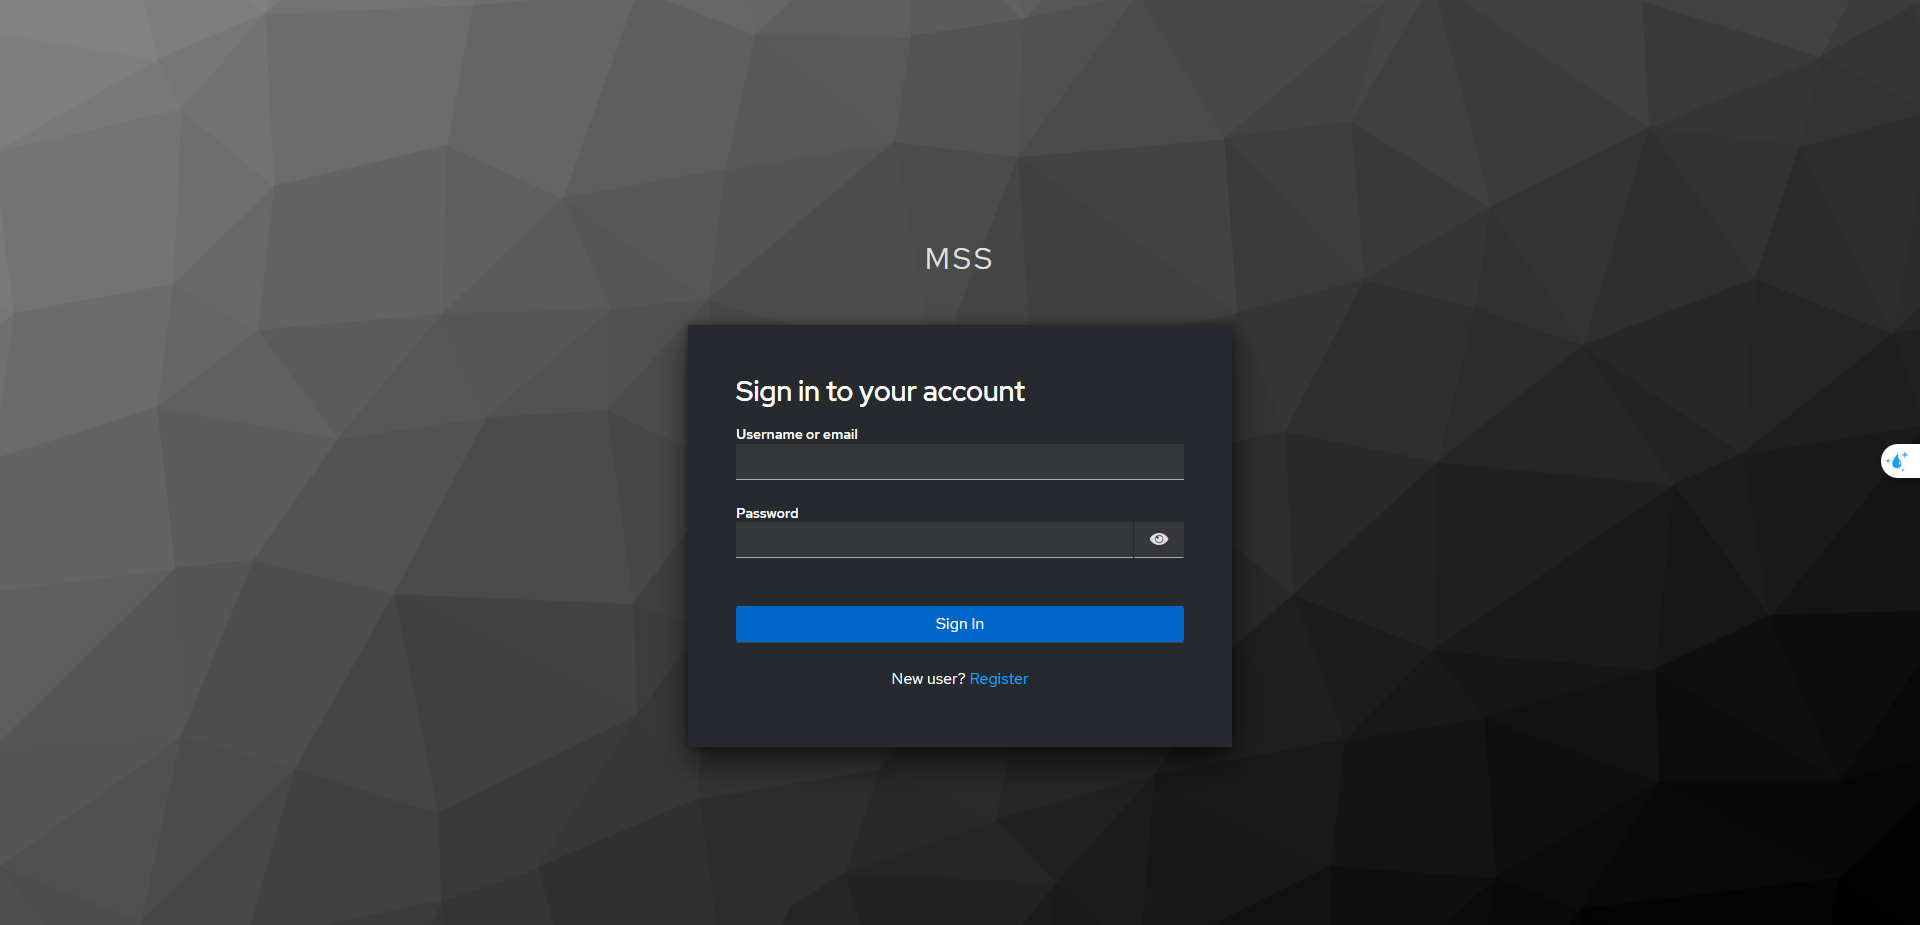 MSS
Sign in to your account
Username or email
Password
Sign In
New user? Register